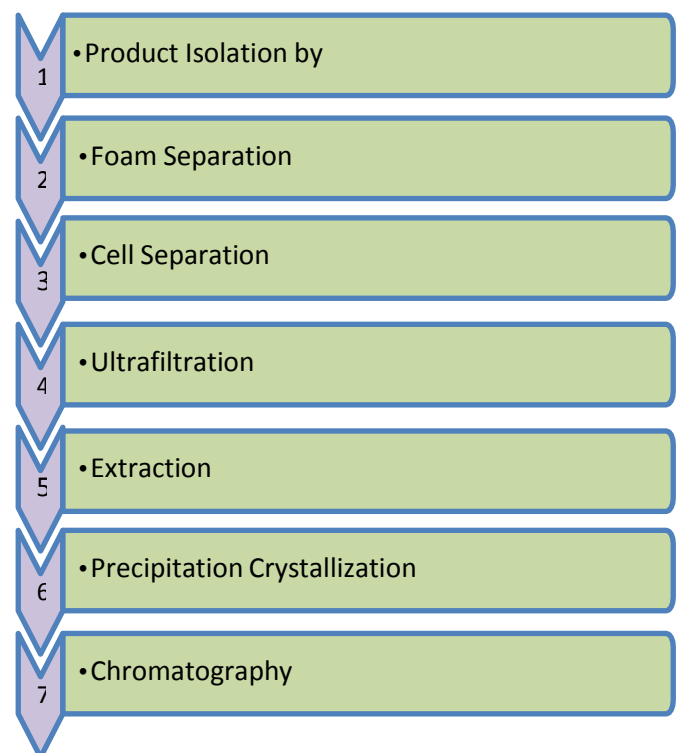 1 •Product Isolation by
2 •Foam Separation
3 •Cell Separation
4 •Ultrafiltration
5 •Extraction
6 •Precipitation Crystallization
7 •Chromatography